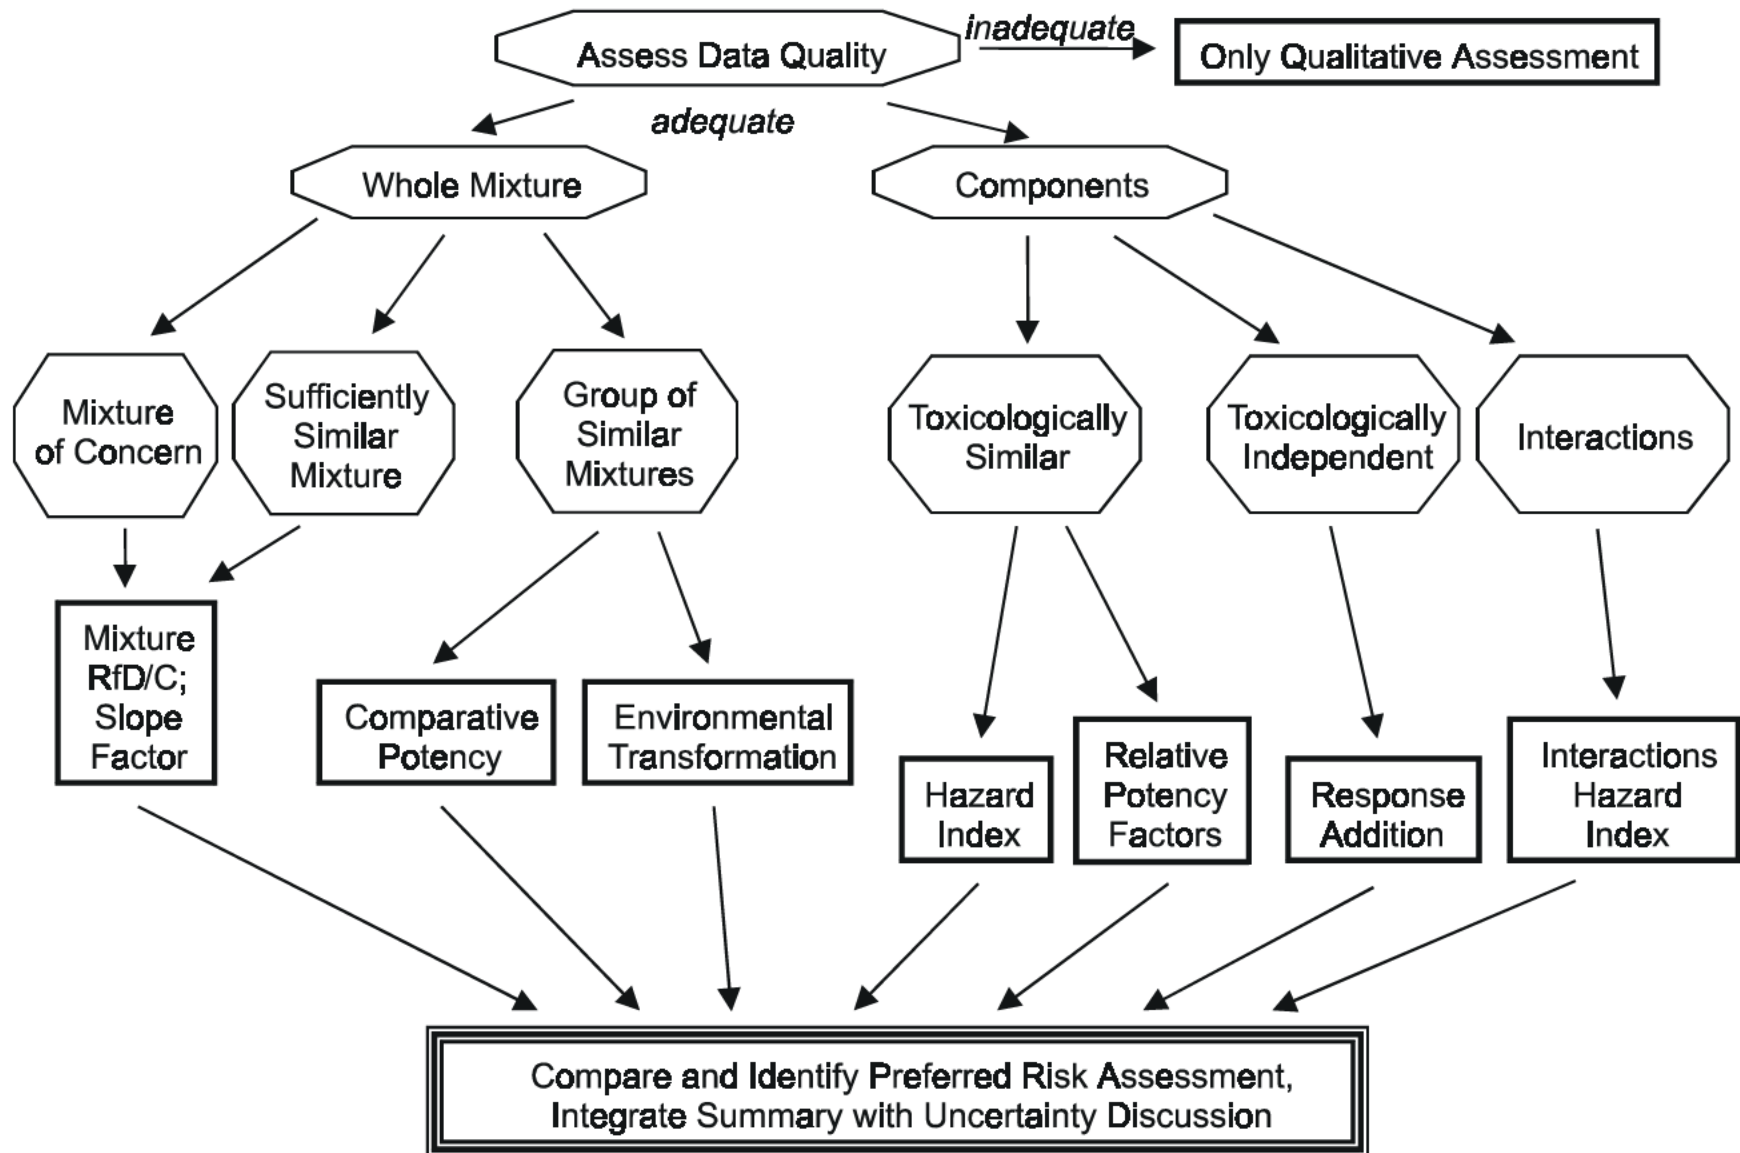 Assess Data Quality
inadequate
Only Qualitative Assessment
adequate
Whole Mixture
Components
Mixture
of Concern
Sufficiently
Similar
Mixture
Group of
Similar
Mixtures
Toxicologically
Similar
Toxicologically
Independent
Interactions
Mixture
RfD/C;
Slope
Factor
Comparative
Potency
Environmental
Transformation
Hazard
Index
Relative
Potency
Factors
Response
Addition
Interactions
Hazard
Index
Compare and Identify Preferred Risk Assessment,
Integrate Summary with Uncertainty Discussion